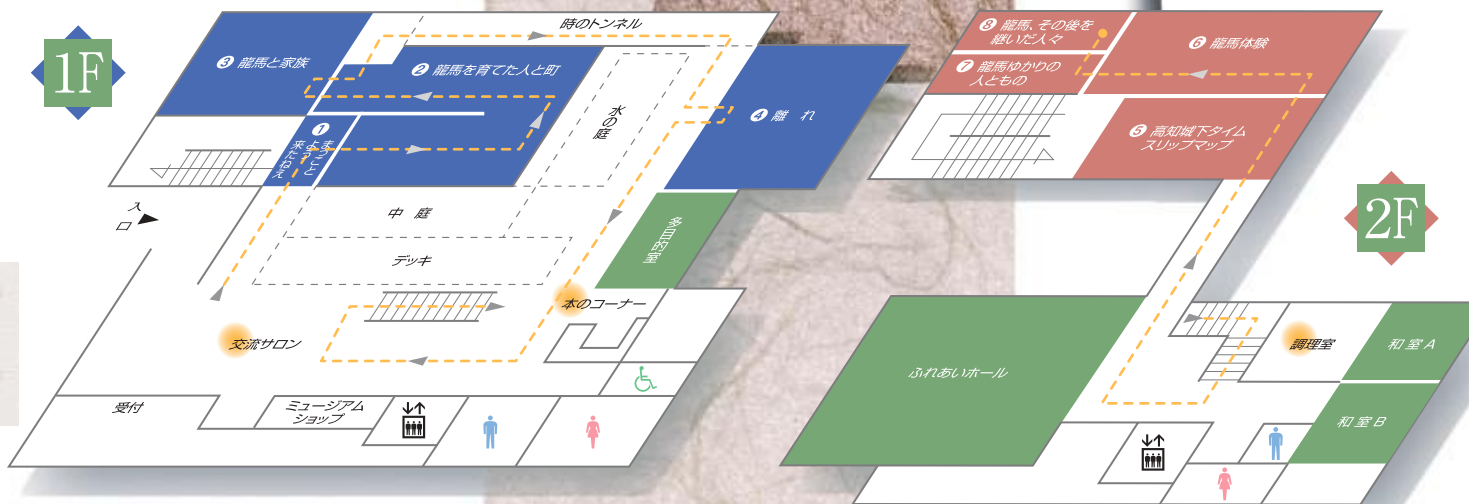 1F
時のトンネル
❸ 龍馬と家族
❷ 龍馬を育てた人と町
❶ まっこと
よぉ
来たねえ
水の庭
❹ 離 れ
入
口
中 庭
デッキ
多目的室
本のコーナー
交流サロン
受付
ミュージアム
ショップ
2F
❽ 龍馬、その後を
継いだ人々
❼ 龍馬ゆかりの
人ともの
❻ 龍馬体験
❺ 高知城下タイム
スリップマップ
ふれあいホール
調理室
和 室 A
和 室 B